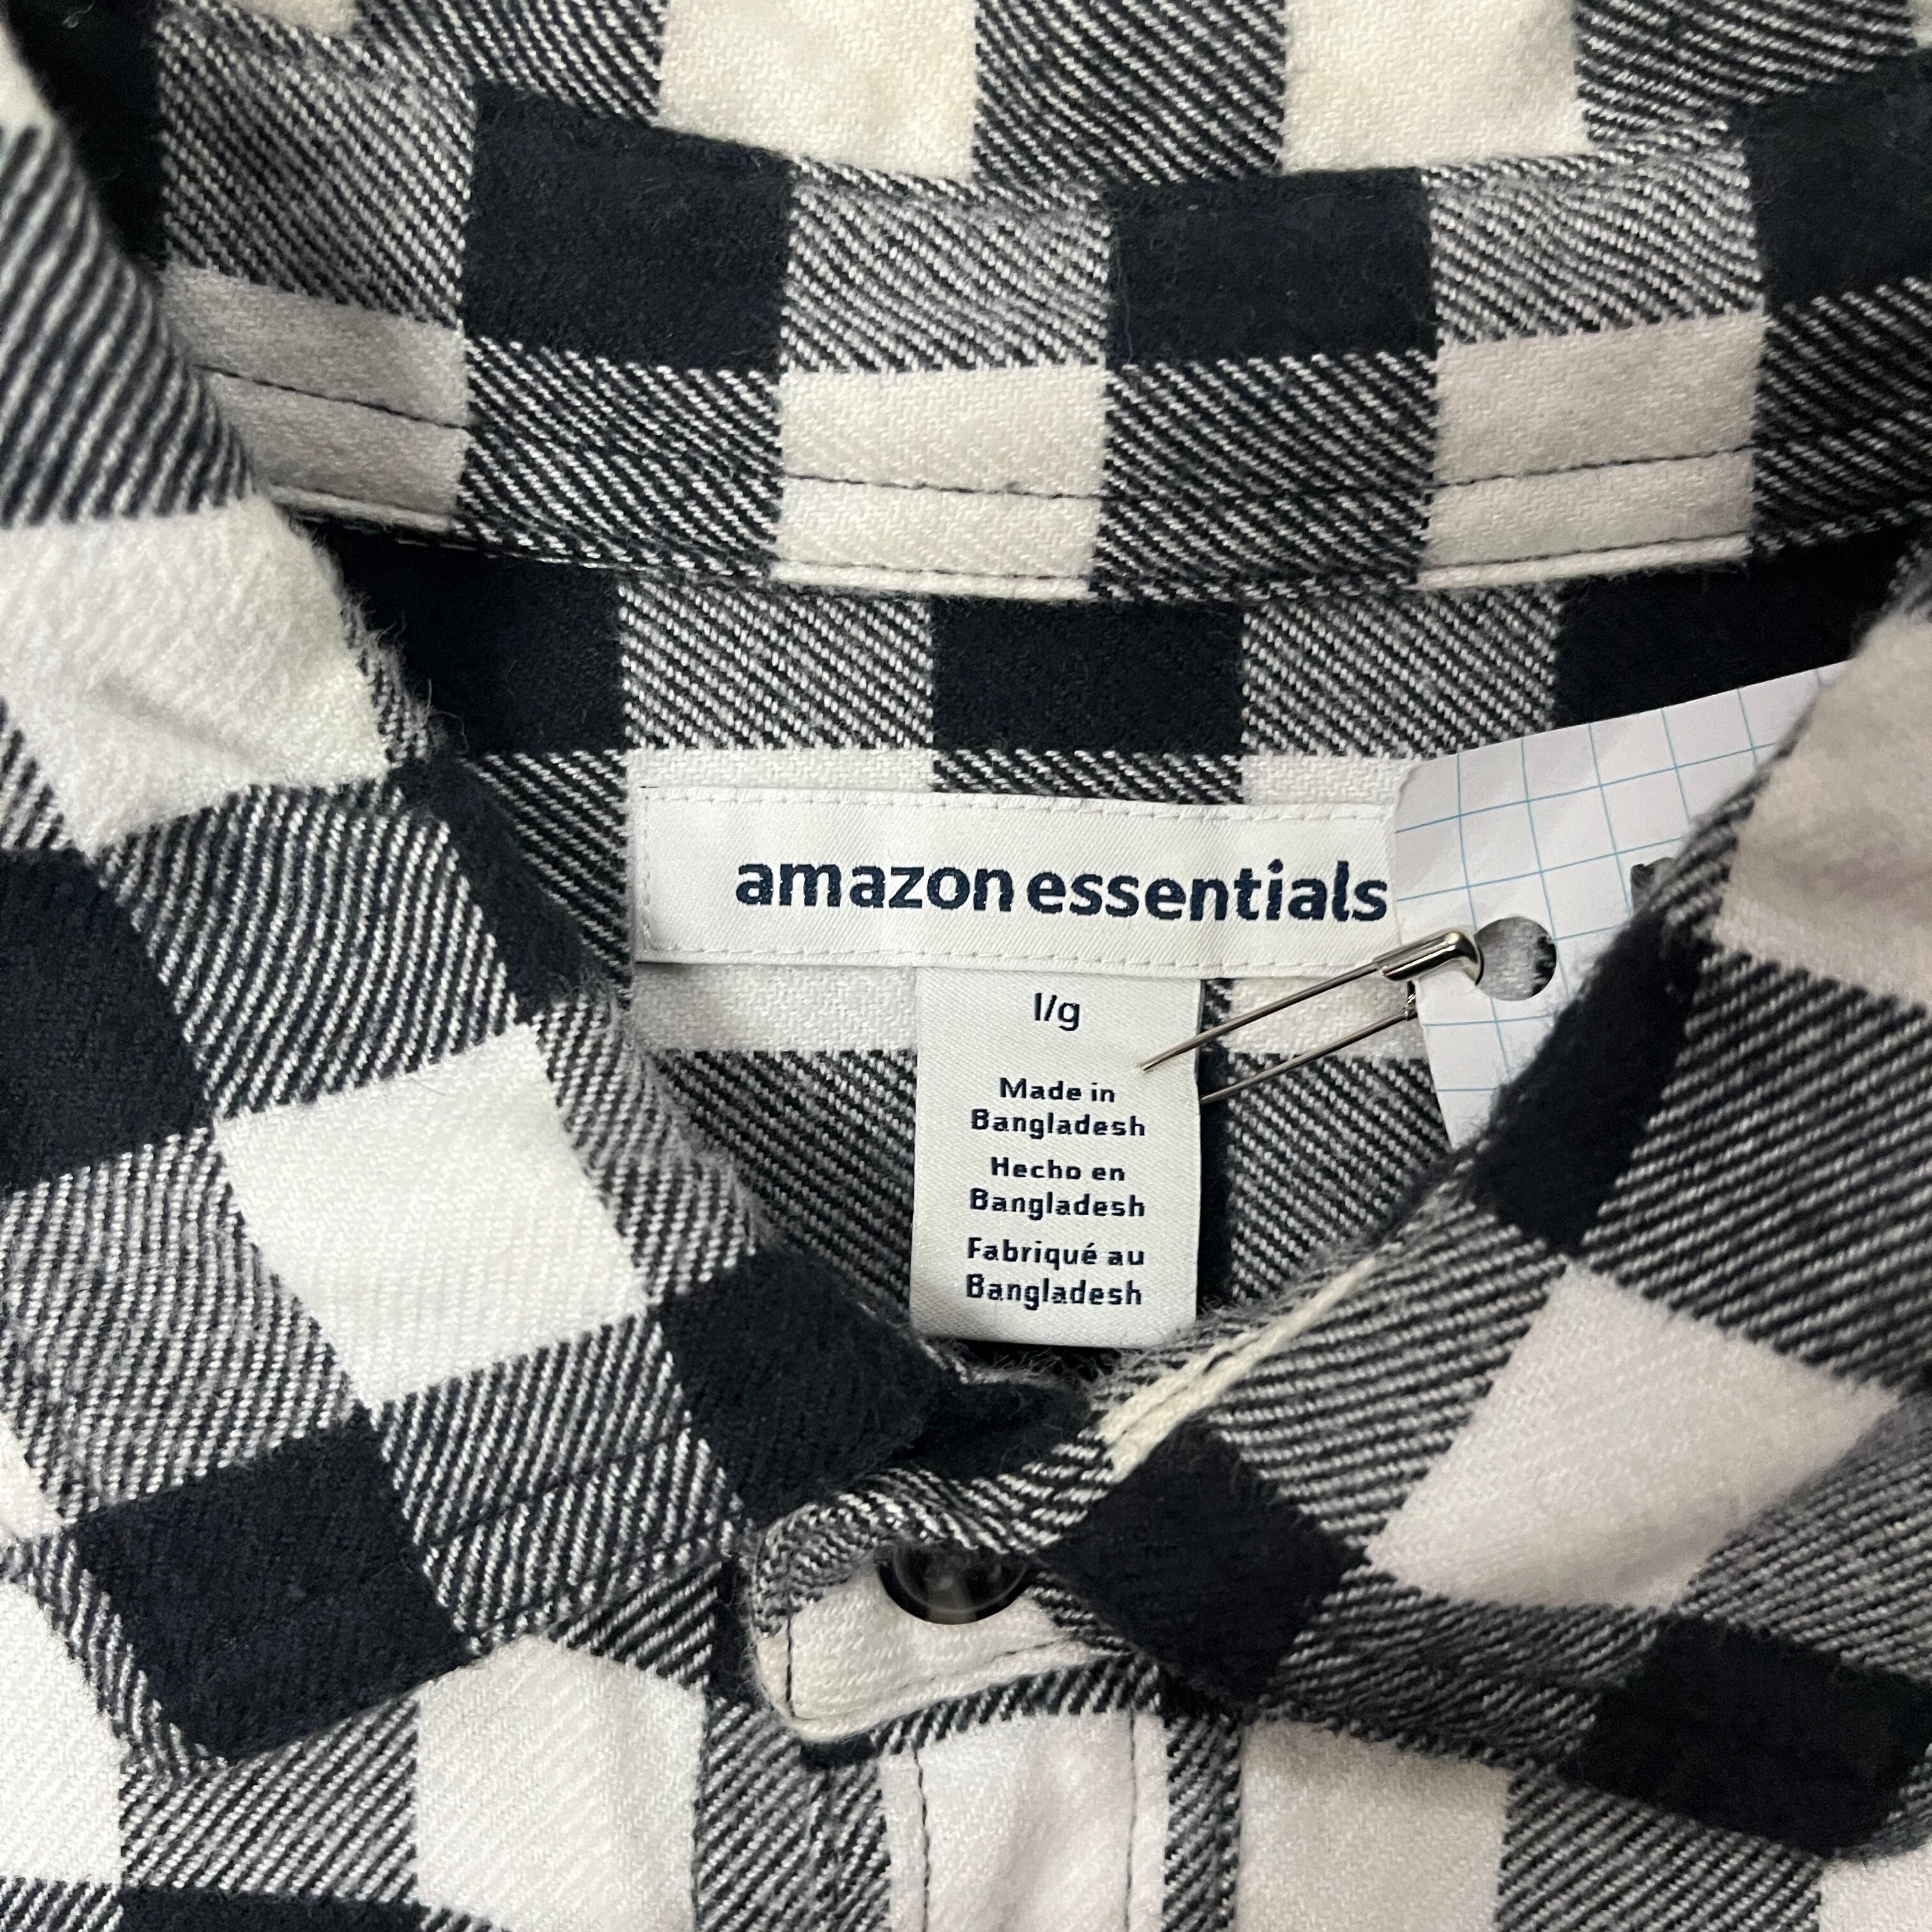 amazon essentials
l/g
Made in
Bangladesh
Hecho en
Bangladesh
Fabriqué au
Bangladesh